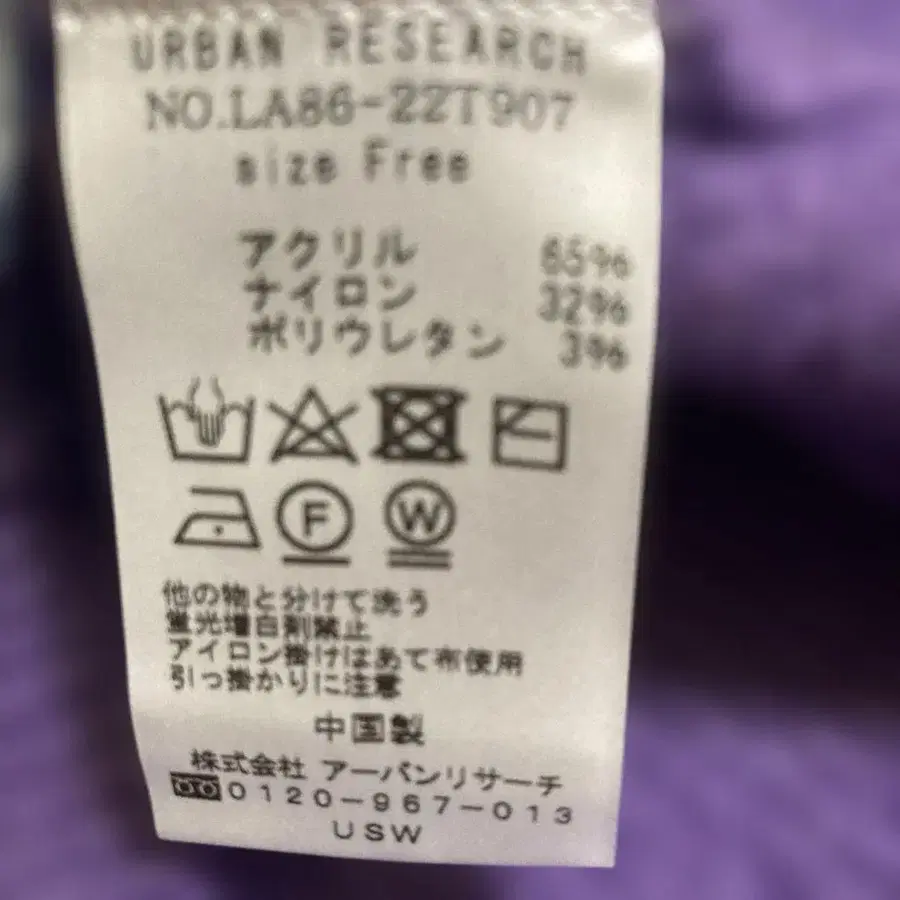 URBAN RESEARCH
NO.LA86-22T907
size Free
アクリル 65%
ナイロン 32%
ポリウレタン 3%
F W
他の物と分けて洗う
蛍光増白剤禁止
アイロン掛けはあて布使用
引っ掛かりに注意
中国製
株式会社 アーバンリサーチ
0120-967-013
USW